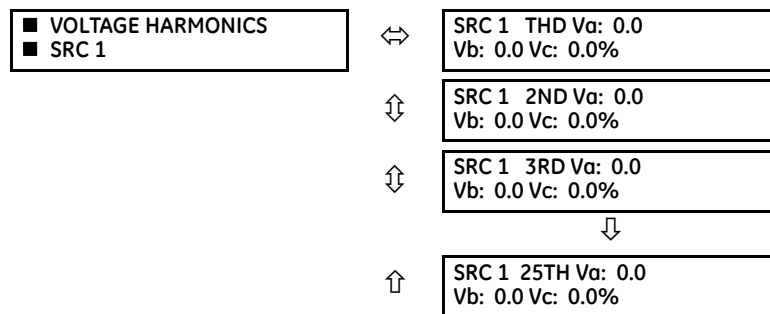 ■ VOLTAGE HARMONICS
■ SRC 1
SRC 1 THD Va: 0.0
Vb: 0.0 Vc: 0.0%
SRC 1 2ND Va: 0.0
Vb: 0.0 Vc: 0.0%
SRC 1 3RD Va: 0.0
Vb: 0.0 Vc: 0.0%
SRC 1 25TH Va: 0.0
Vb: 0.0 Vc: 0.0%